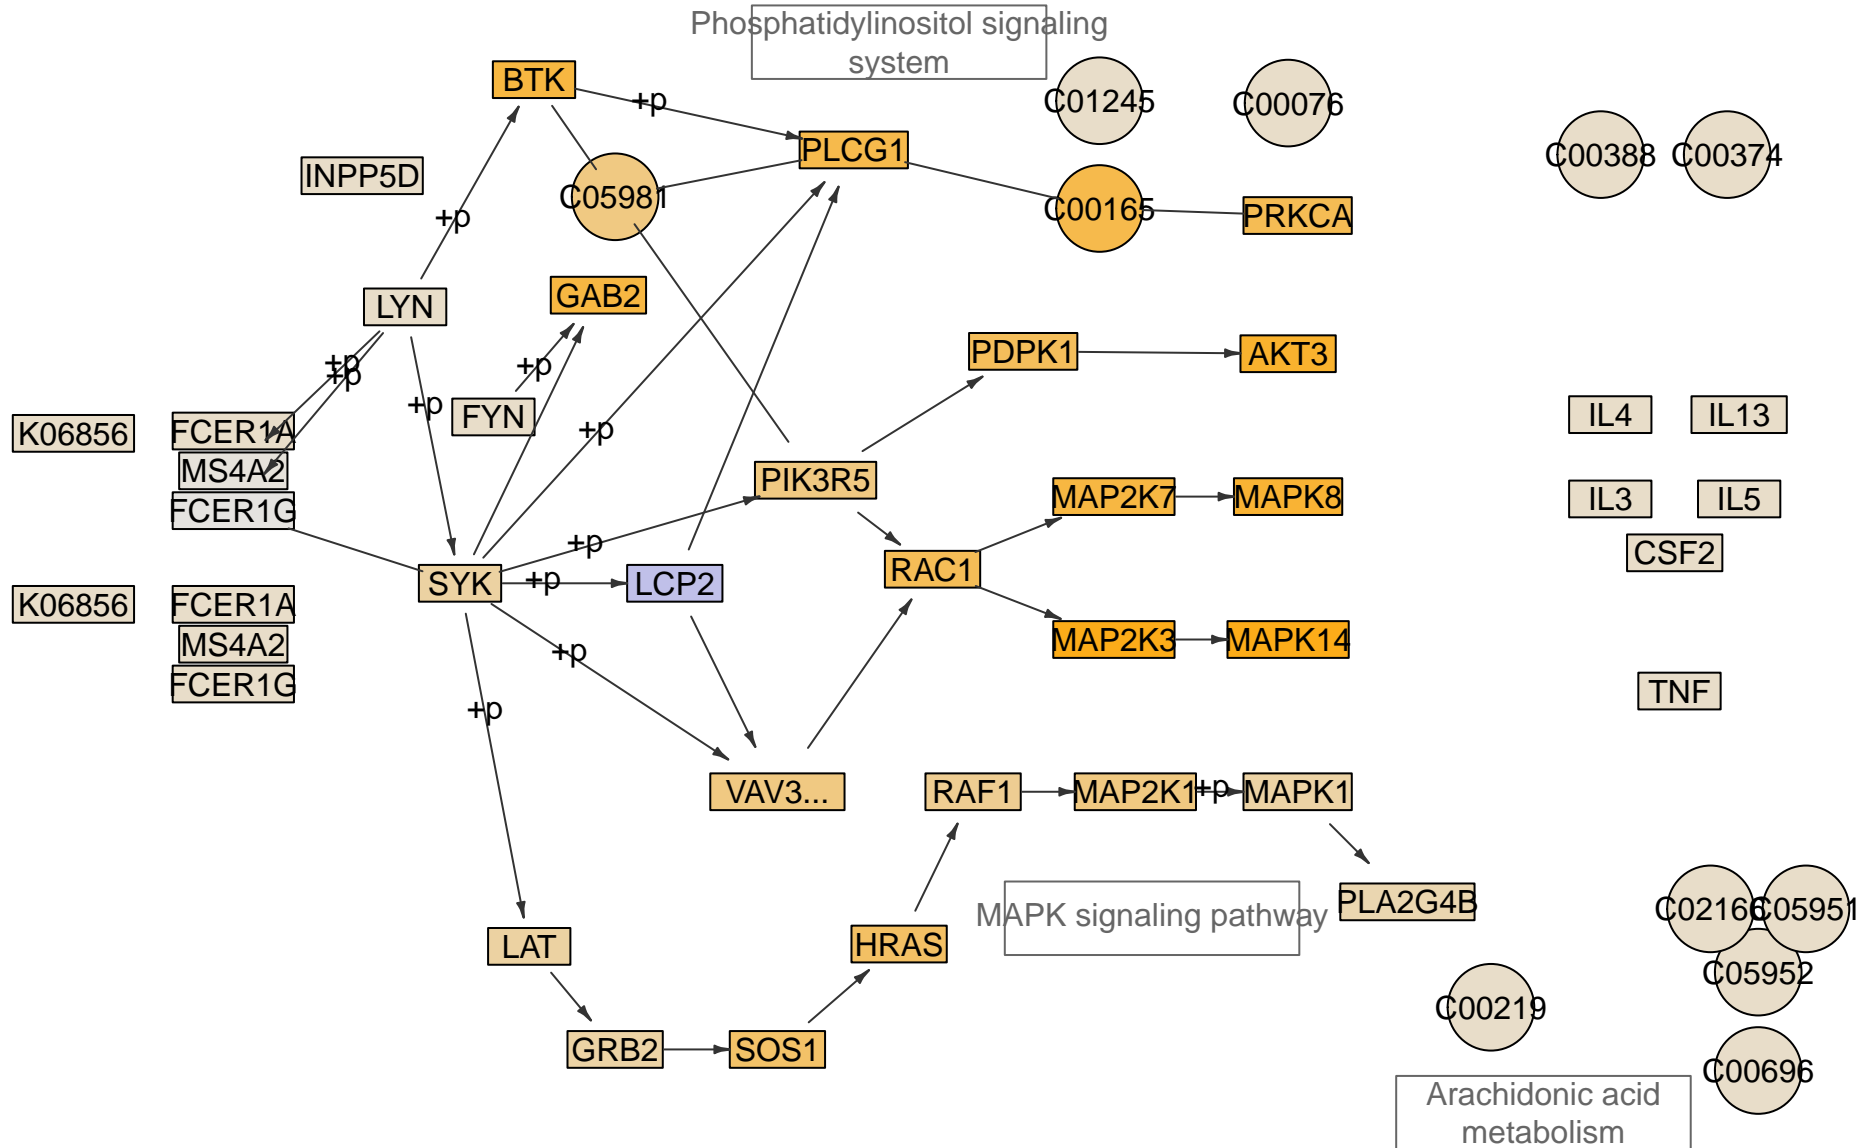 Phosphatidylinositol signaling
system
BTK
+p
C01245
C00076
PLCG1
C00388
C00374
INPP5D
C05981
+p
C00165
PRKCA
LYN
GAB2
+p
+p
+p
PDPK1
AKT3
+p
FYN
+p
K06856
FCER1A
IL4
IL13
MS4A2
PIK3R5
FCER1G
MAP2K7
MAPK8
IL3
IL5
+p
CSF2
SYK
+p
LCP2
RAC1
K06856
FCER1A
MS4A2
+p
MAP2K3
MAPK14
FCER1G
TNF
+p
VAV3...
RAF1
MAP2K1
+p
MAPK1
MAPK signaling pathway
PLA2G4B
C02166
C05951
LAT
HRAS
C05952
C00219
GRB2
SOS1
C00696
Arachidonic acid
metabolism